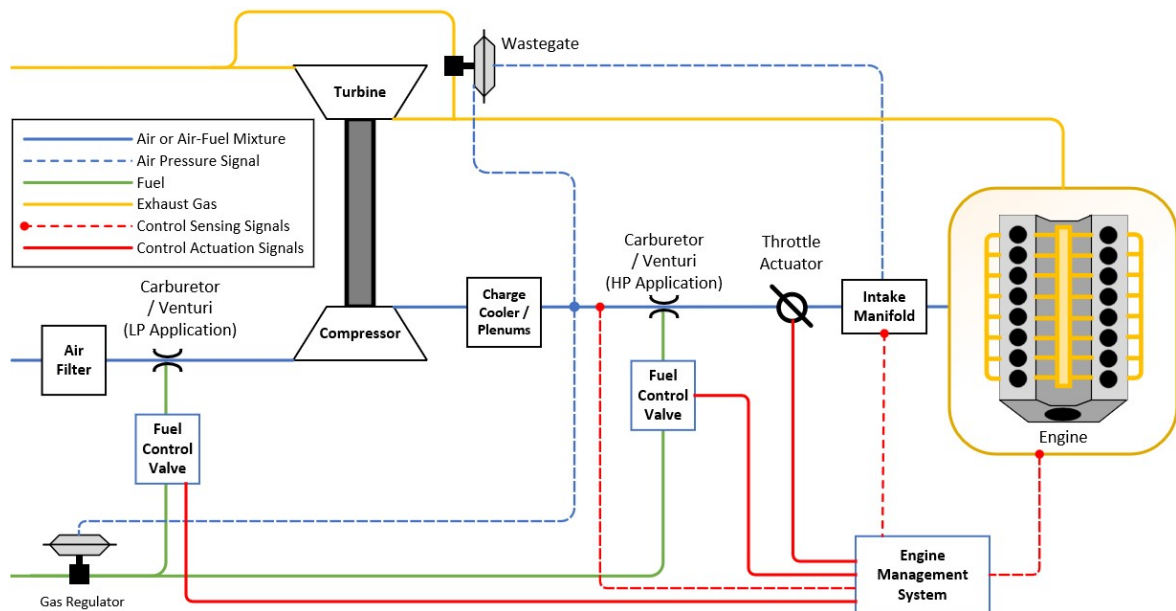 Wastegate
Turbine
Air or Air-Fuel Mixture
Air Pressure Signal
Fuel
Exhaust Gas
Control Sensing Signals
Control Actuation Signals
Carburetor
/ Venturi
(LP Application)
Air
Filter
Compressor
Charge
Cooler /
Plenums
Carburetor
/ Venturi
(HP Application)
Throttle
Actuator
Intake
Manifold
Engine
Fuel
Control
Valve
Fuel
Control
Valve
Gas Regulator
Engine
Management
System